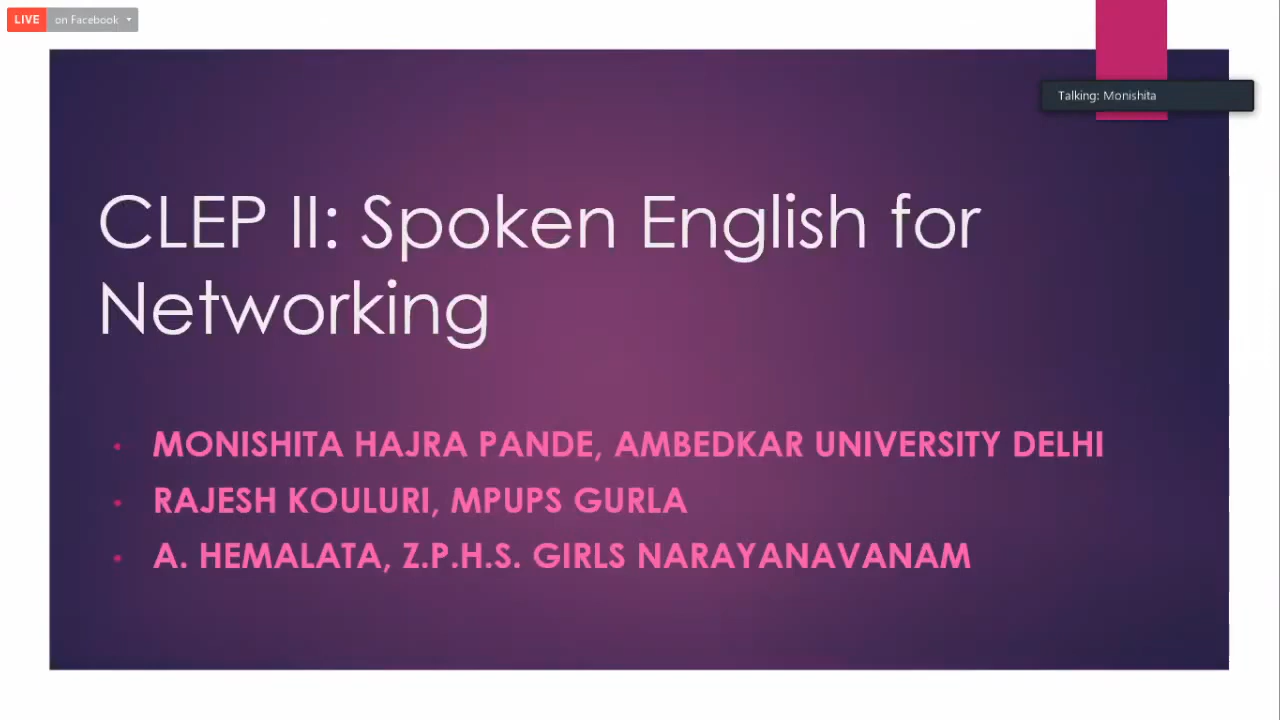 LIVE on Facebook
Talking: Monishita
CLEP II: Spoken English for
Networking
• MONISHITA HAJRA PANDE, AMBEDKAR UNIVERSITY DELHI
• RAJESH KOULURI, MPUPS GURLA
• A. HEMALATA, Z.P.H.S. GIRLS NARAYANAVANAM